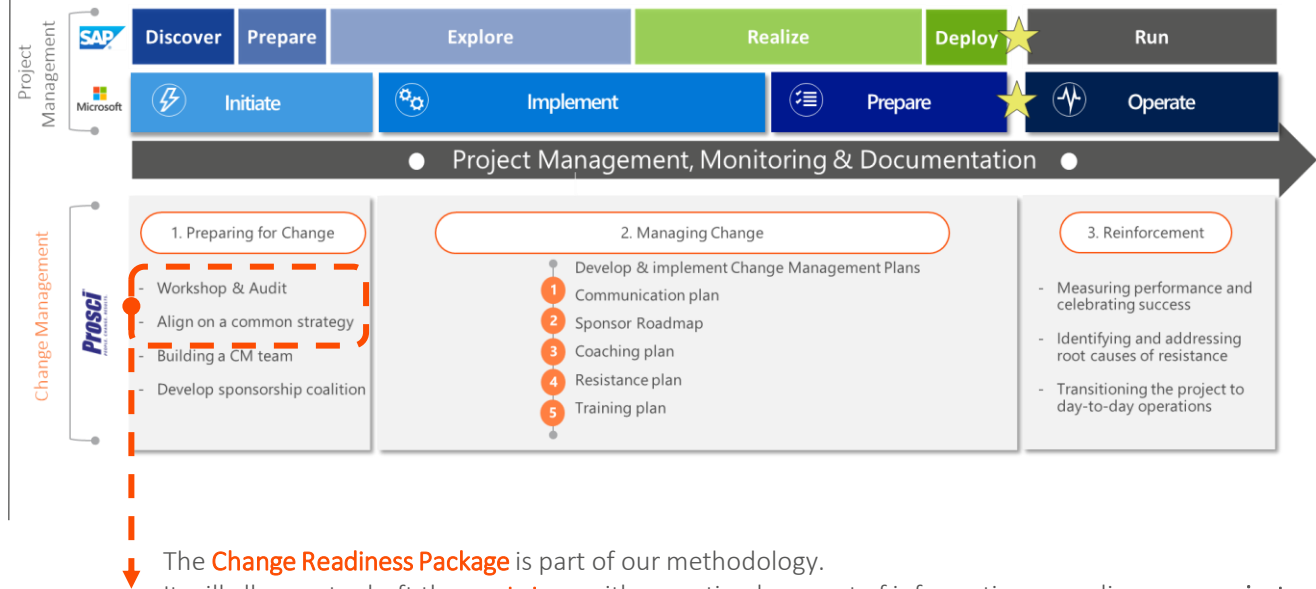 Project Management
SAP
Discover
Prepare
Explore
Realize
Deploy
Run
Microsoft
Initiate
Implement
Prepare
Operate
Project Management, Monitoring & Documentation
Change Management
Prosci
1. Preparing for Change
- Workshop & Audit
- Align on a common strategy
- Building a CM team
- Develop sponsorship coalition
2. Managing Change
Develop & implement Change Management Plans
1 Communication plan
2 Sponsor Roadmap
3 Coaching plan
4 Resistance plan
5 Training plan
3. Reinforcement
- Measuring performance and
celebrating success
- Identifying and addressing
root causes of resistance
- Transitioning the project to
day-to-day operations
The Change Readiness Package is part of our methodology.